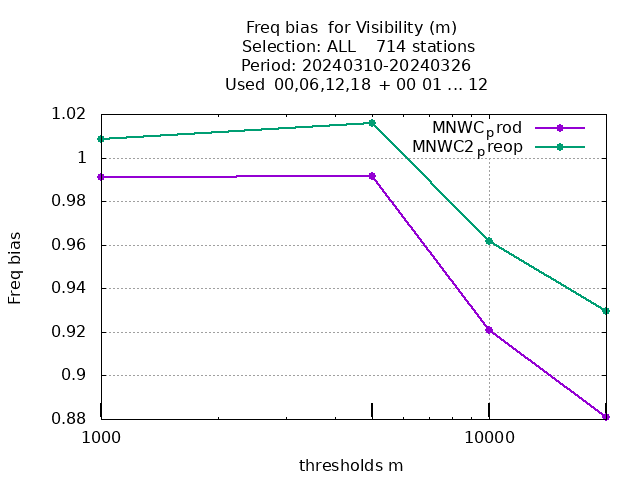 Freq bias  for Visibility (m)
Selection: ALL    714 stations
Period: 20240310-20240326
Used  00,06,12,18 + 00 01 ... 12
1.02
1
0.98
0.96
0.94
0.92
0.9
0.88
Freq bias
MNWCprod
MNWC2preop
1000
10000
thresholds m